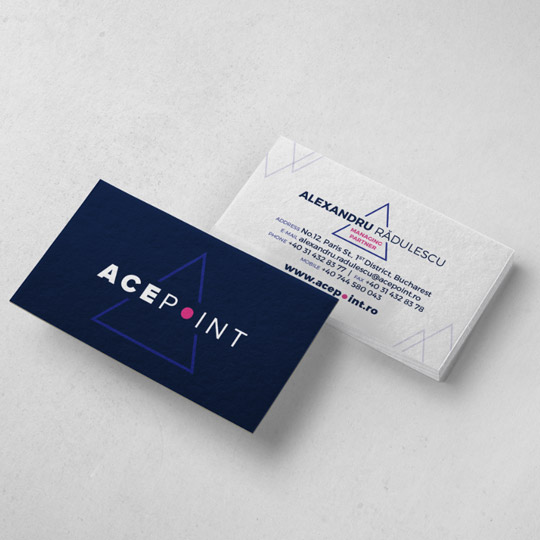 ACEPOINT
ALEXANDRU RĂDULESCU
MANAGING
PARTNER
ADDRESS No.12, Paris St., 1ST District, Bucharest
E-MAIL alexandru.radulescu@acepoint.ro
PHONE +40 31 432 83 77 | FAX +40 31 432 83 78
MOBILE +40 744 580 043
www.acepoint.ro